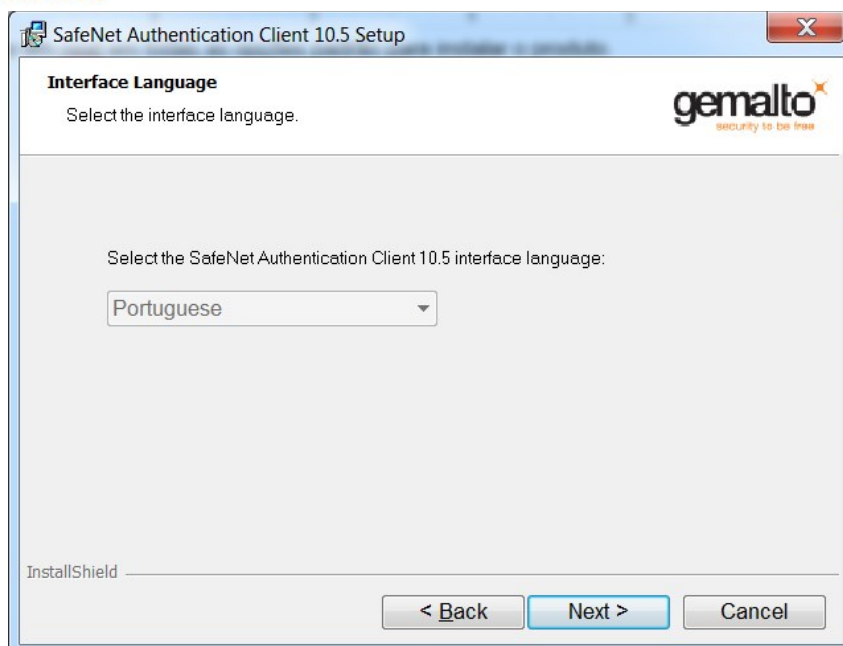 SafeNet Authentication Client 10.5 Setup
Interface Language
Select the interface language.
gemalto
security to be free
Select the SafeNet Authentication Client 10.5 interface language:
Portuguese
InstallShield
< Back
Next >
Cancel